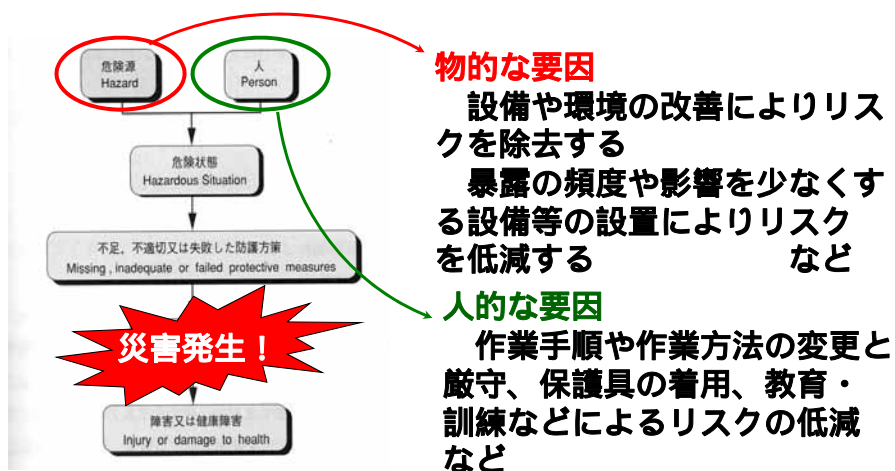 危険源
Hazard
人
Person
危険状態
Hazardous Situation
不足，不適切又は失敗した防護方策
Missing , inadequate or failed protective measures
災害発生！
障害又は健康障害
Injury or damage to health
物的な要因
設備や環境の改善によりリス
クを除去する
暴露の頻度や影響を少なくす
る設備等の設置によりリスク
を低減する など
人的な要因
作業手順や作業方法の変更と
厳守、保護具の着用、教育・
訓練などによるリスクの低減
など